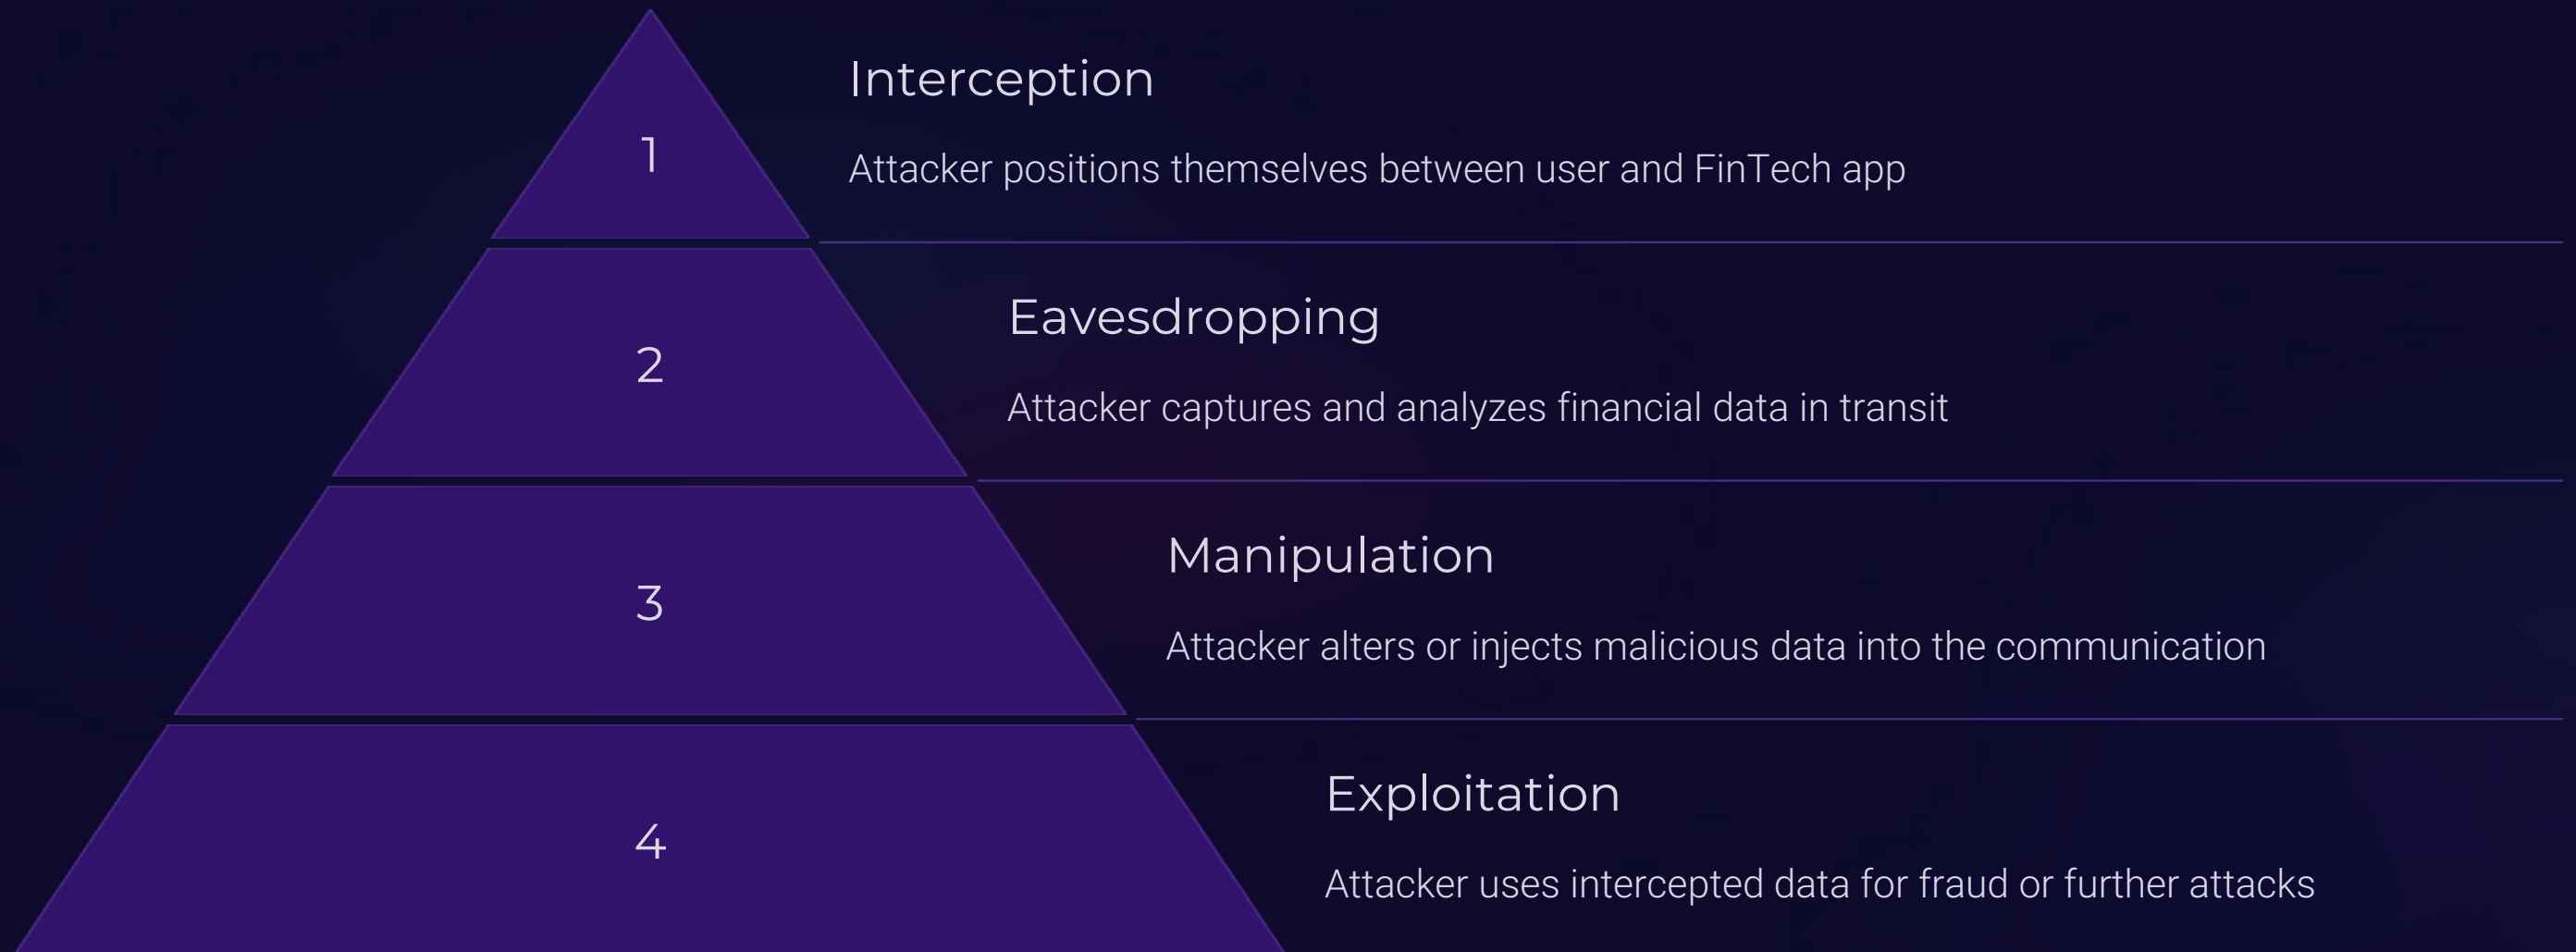 1
Interception
Attacker positions themselves between user and FinTech app
2
Eavesdropping
Attacker captures and analyzes financial data in transit
3
Manipulation
Attacker alters or injects malicious data into the communication
4
Exploitation
Attacker uses intercepted data for fraud or further attacks